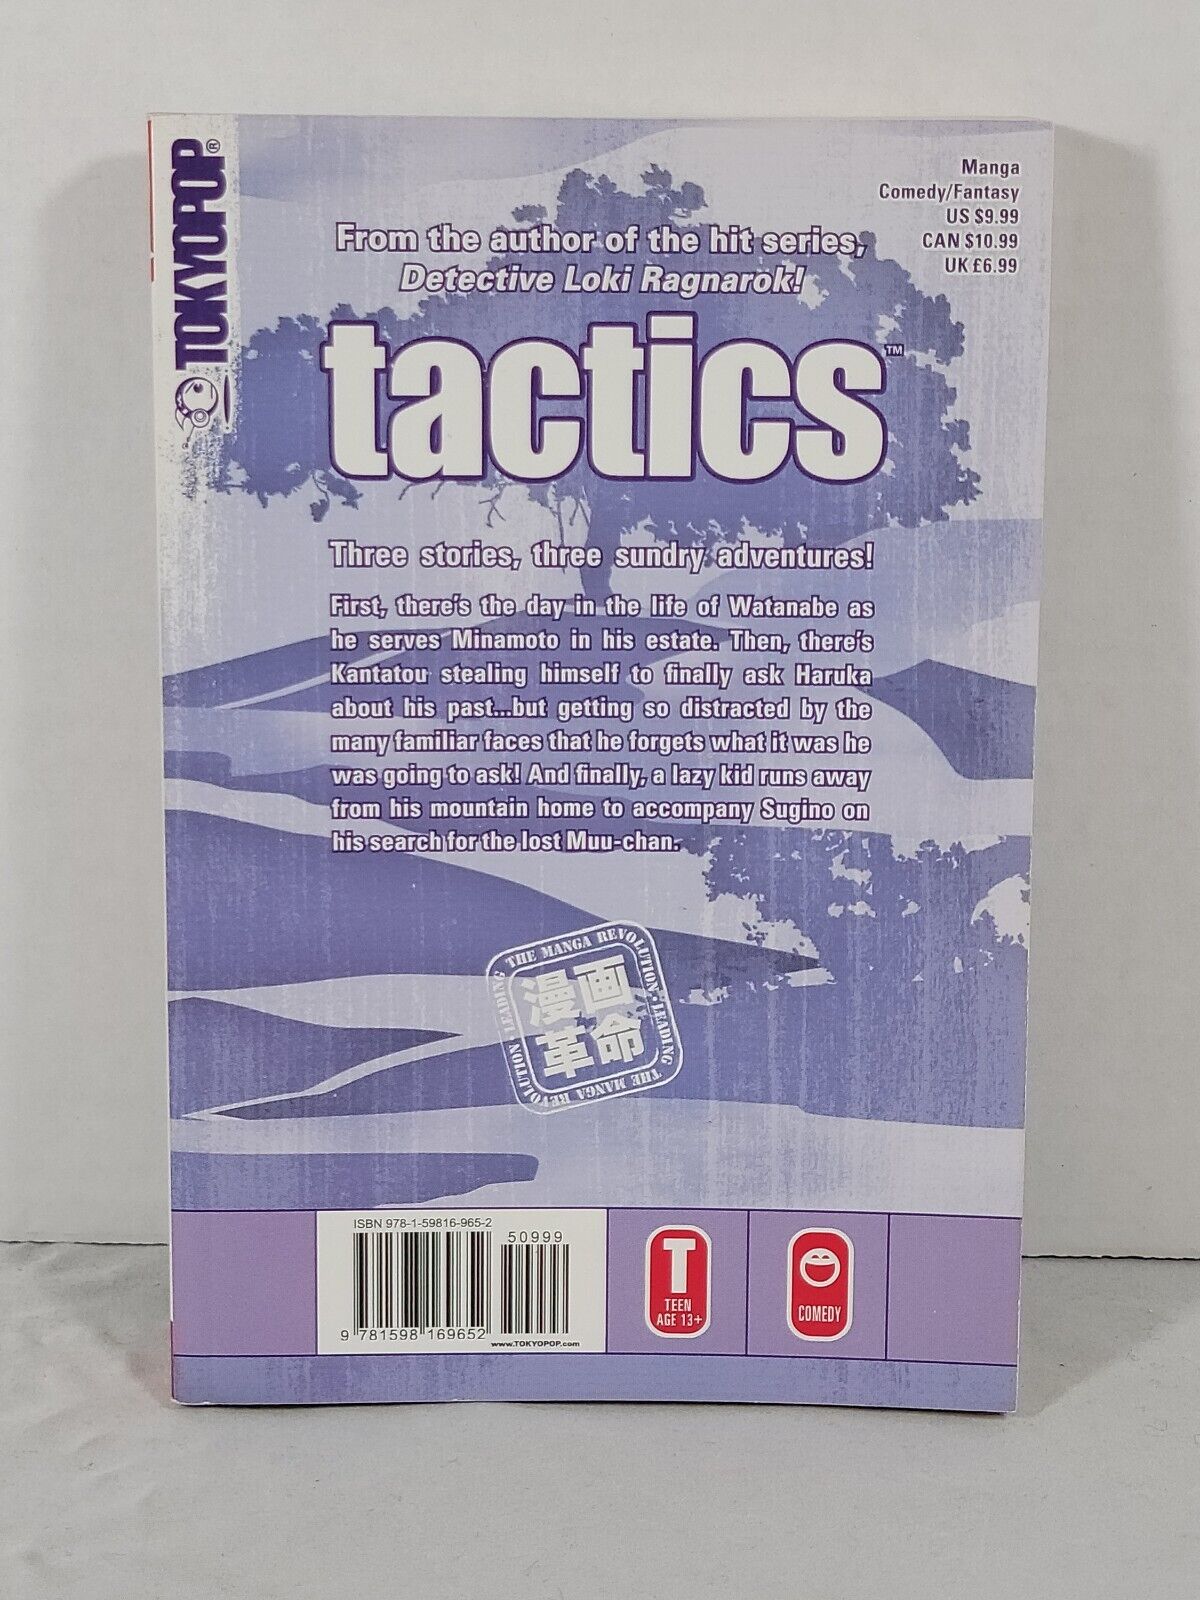 TOKYOPOP®
Manga
Comedy/Fantasy
US $9.99
CAN $10.99
UK £6.99
From the author of the hit series,
Detective Loki Ragnarok!
tactics™
Three stories, three sundry adventures!
First, there's the day in the life of Watanabe as
he serves Minamoto in his estate. Then, there's
Kantatou stealing himself to finally ask Haruka
about his past...but getting so distracted by the
many familiar faces that he forgets what it was he
was going to ask! And finally, a lazy kid runs away
from his mountain home to accompany Sugino on
his search for the lost Muu-chan.
LEADING THE MANGA REVOLUTION · LEADING THE MANGA REVOLUTION ·
漫画
革命
ISBN 978-1-59816-965-2
50999
9 781598 169652
www.TOKYOPOP.com
T
TEEN
AGE 13+
COMEDY